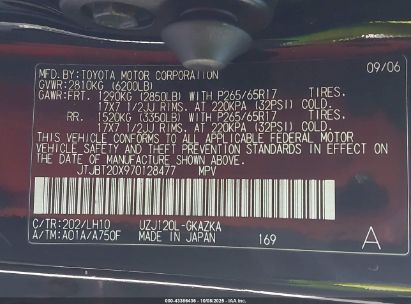 MFD. BY: TOYOTA MOTOR CORPORATION 09/06
GVWR: 2810KG (6200LB)
GAWR: FRT. 1290KG (2850LB) WITH P265/65R17 TIRES.
17X7 1/2JJ RIMS. AT 220KPA (32PSI) COLD.
RR. 1520KG (3350LB) WITH P265/65R17 TIRES.
17X7 1/2JJ RIMS. AT 220KPA (32PSI) COLD.
THIS VEHICLE CONFORMS TO ALL APPLICABLE FEDERAL MOTOR
VEHICLE SAFETY AND THEFT PREVENTION STANDARDS IN EFFECT ON THE
DATE OF MANUFACTURE SHOWN ABOVE.
JTJBT20X970128477 MPV
C/TR: 202/LH10 UZJ120L-GKAZKA
A/TM: A01A/A750F MADE IN JAPAN 169 A